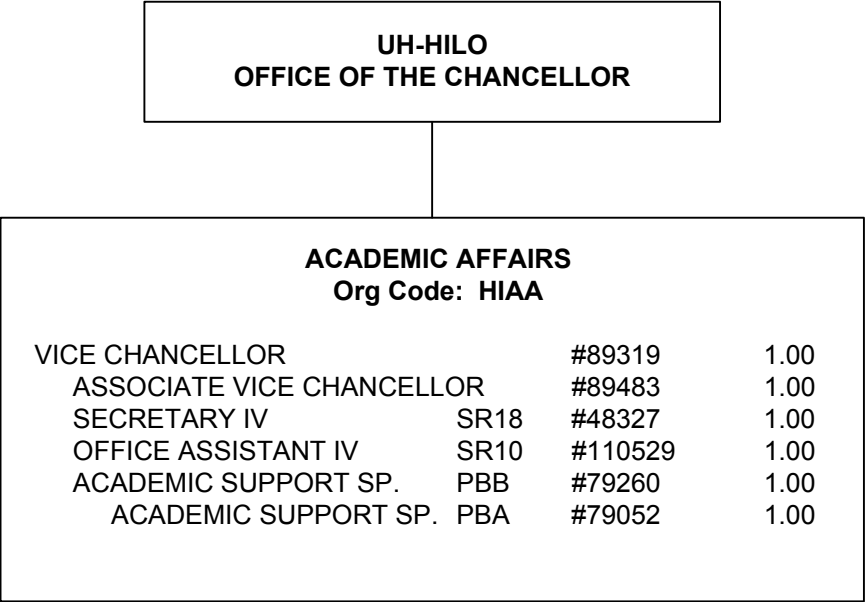 UH-HILO
OFFICE OF THE CHANCELLOR
ACADEMIC AFFAIRS
Org Code: HIAA
VICE CHANCELLOR #89319 1.00
ASSOCIATE VICE CHANCELLOR #89483 1.00
SECRETARY IV SR18 #48327 1.00
OFFICE ASSISTANT IV SR10 #110529 1.00
ACADEMIC SUPPORT SP. PBB #79260 1.00
ACADEMIC SUPPORT SP. PBA #79052 1.00